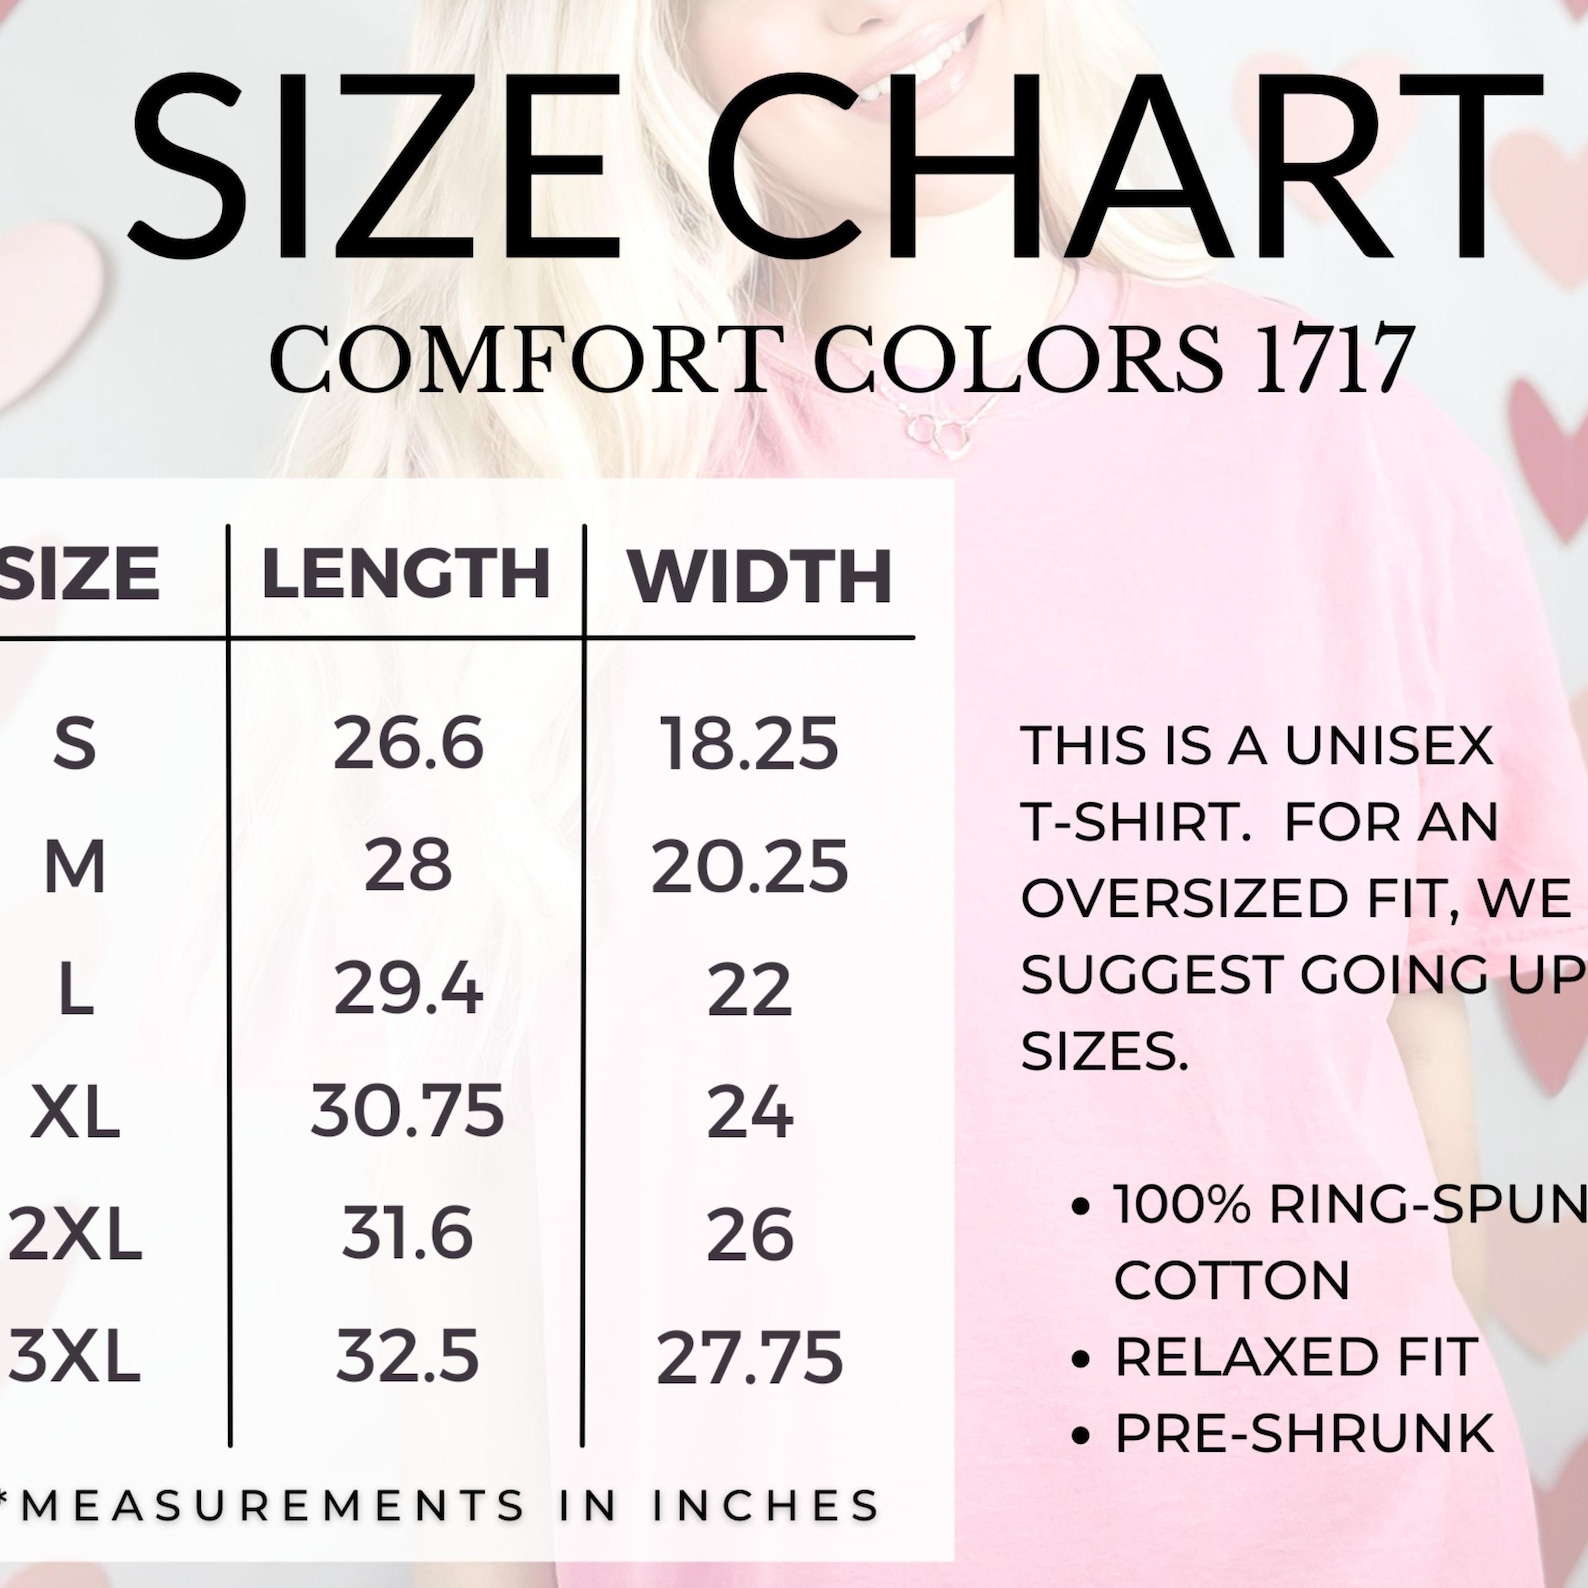 SIZE CHART
COMFORT COLORS 1717
SIZE LENGTH WIDTH
S 26.6 18.25
M 28 20.25
L 29.4 22
XL 30.75 24
2XL 31.6 26
3XL 32.5 27.75
*MEASUREMENTS IN INCHES
THIS IS A UNISEX
T-SHIRT. FOR AN
OVERSIZED FIT, WE
SUGGEST GOING UP
SIZES.
• 100% RING-SPUN
COTTON
• RELAXED FIT
• PRE-SHRUNK